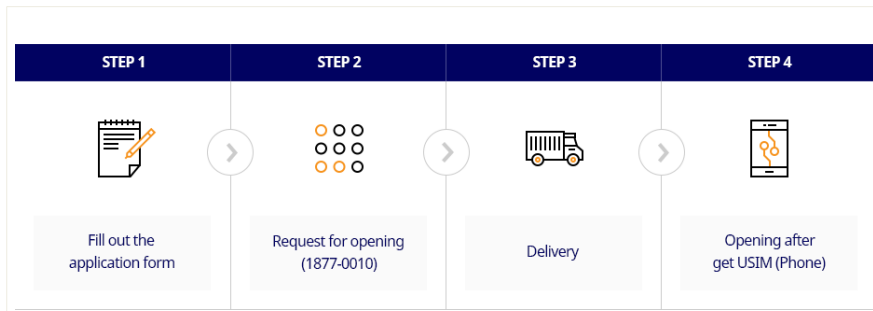 STEP 1
STEP 2
STEP 3
STEP 4
Fill out the
application form
Request for opening
(1877-0010)
Delivery
Opening after
get USIM (Phone)